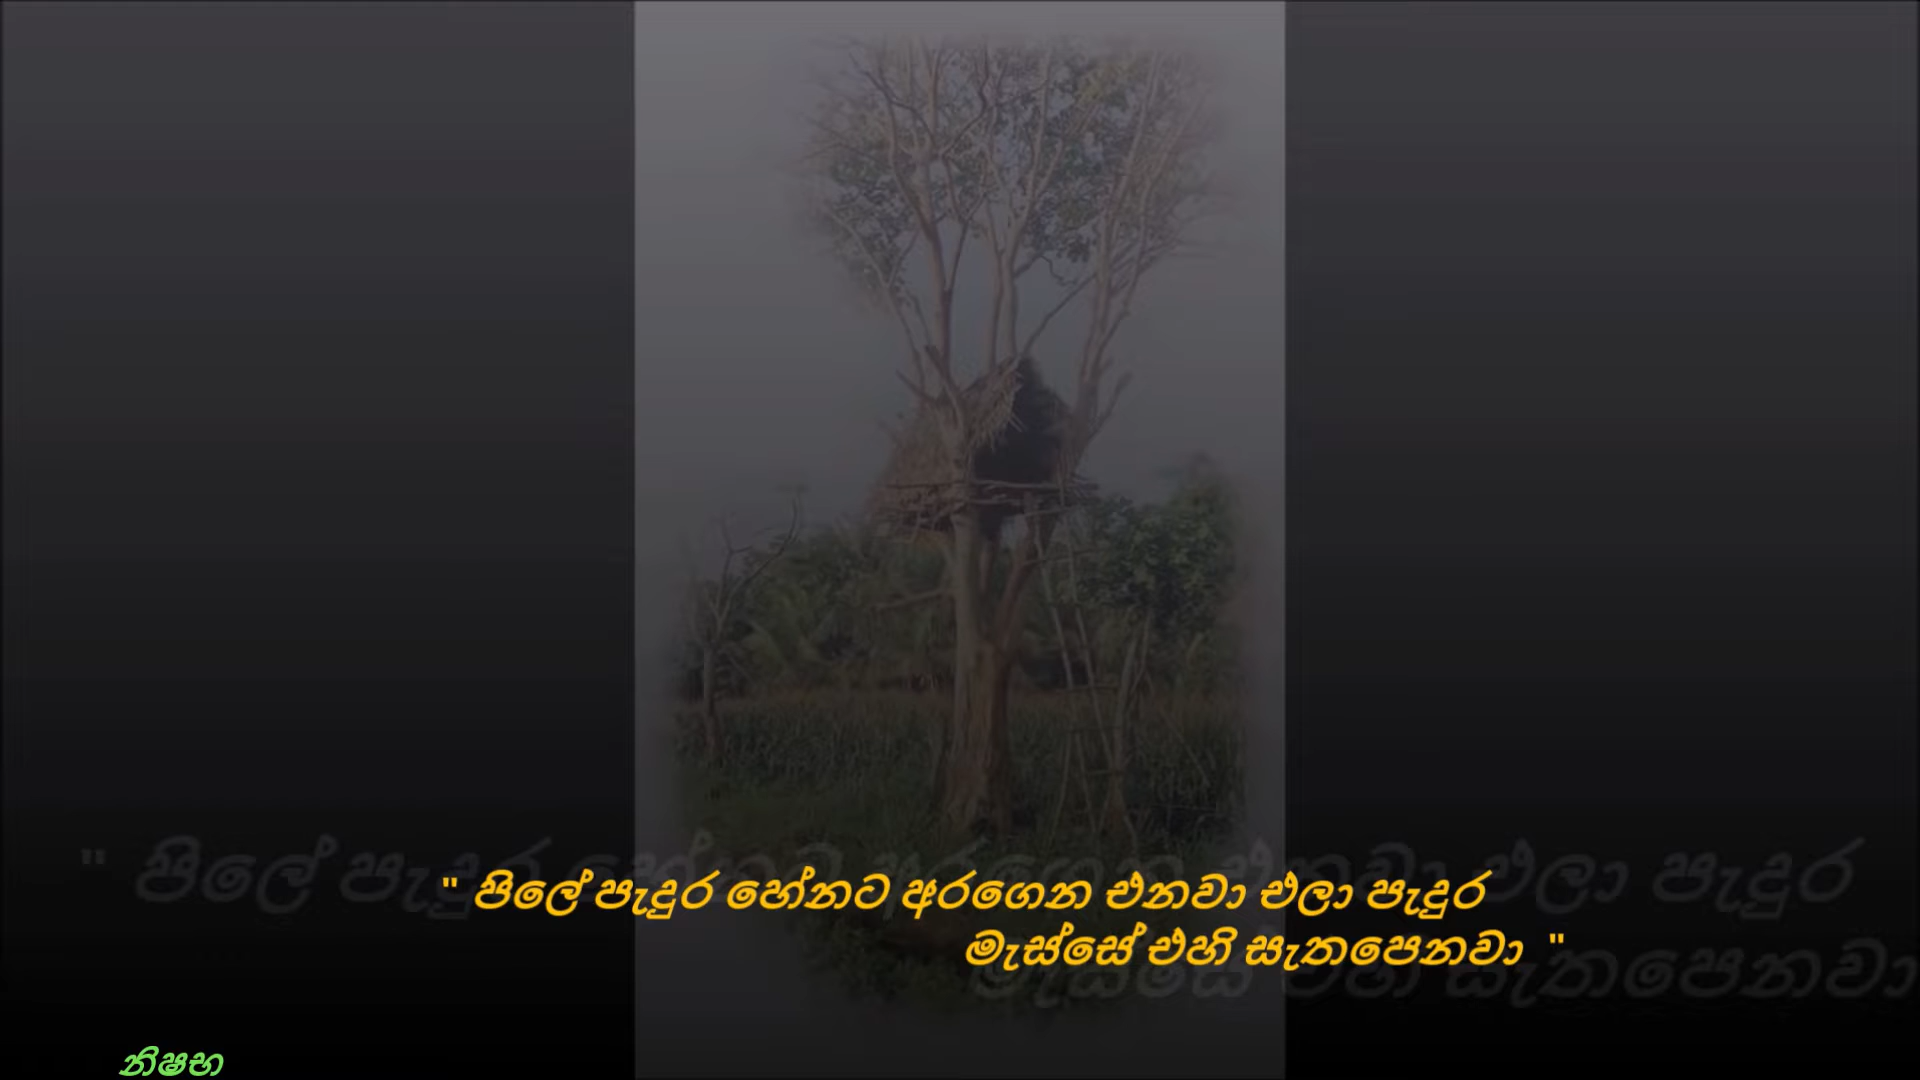 " පිලේ පැදුර හේනට අරගෙන එනවා එලා පැදුර
මැස්සේ එහි සැතපෙනවා "
නිෂභ